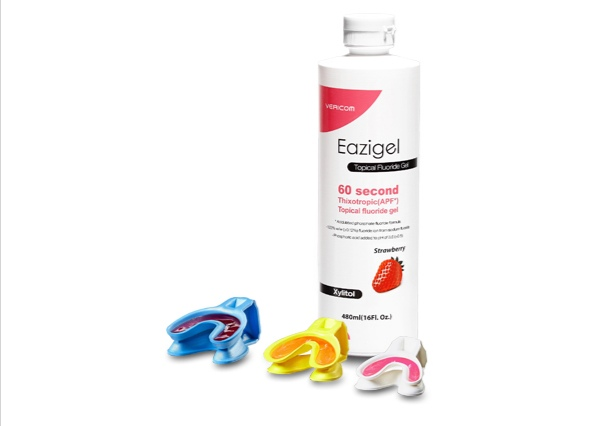 VERICOM
Eazigel
Topical Fluoride Gel
60 second
Thixotropic(APF*)
Topical fluoride gel
Strawberry
Xylitol
480ml(16Fl. Oz.)